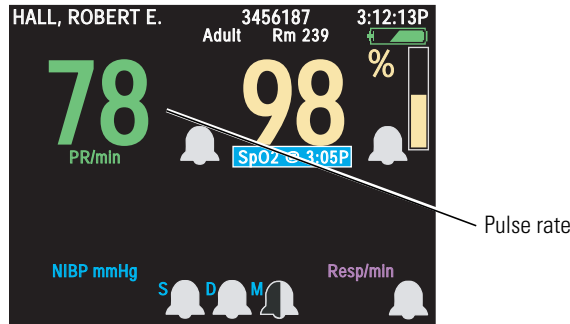 HALL, ROBERT E. 3456187 3:12:13P
Adult Rm 239
78 98 %
PR/min SpO2 @ 3:05P
Pulse rate
NIBP mmHg Resp/min
S D M